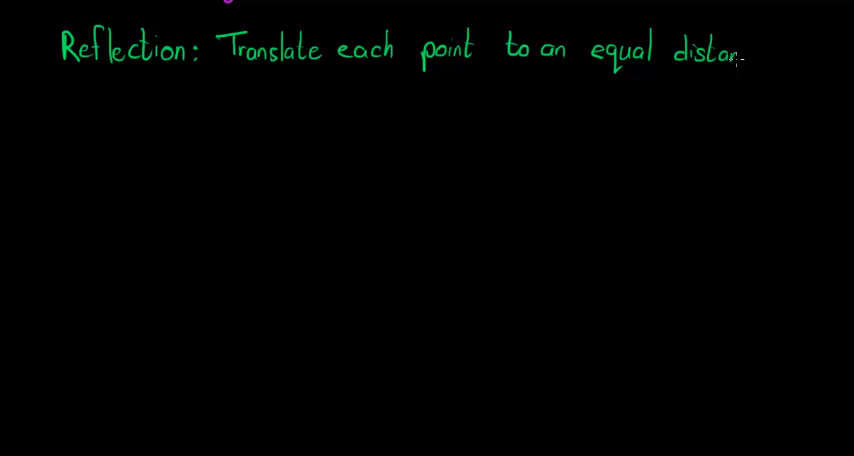 Reflection: Translate each point to an equal distan